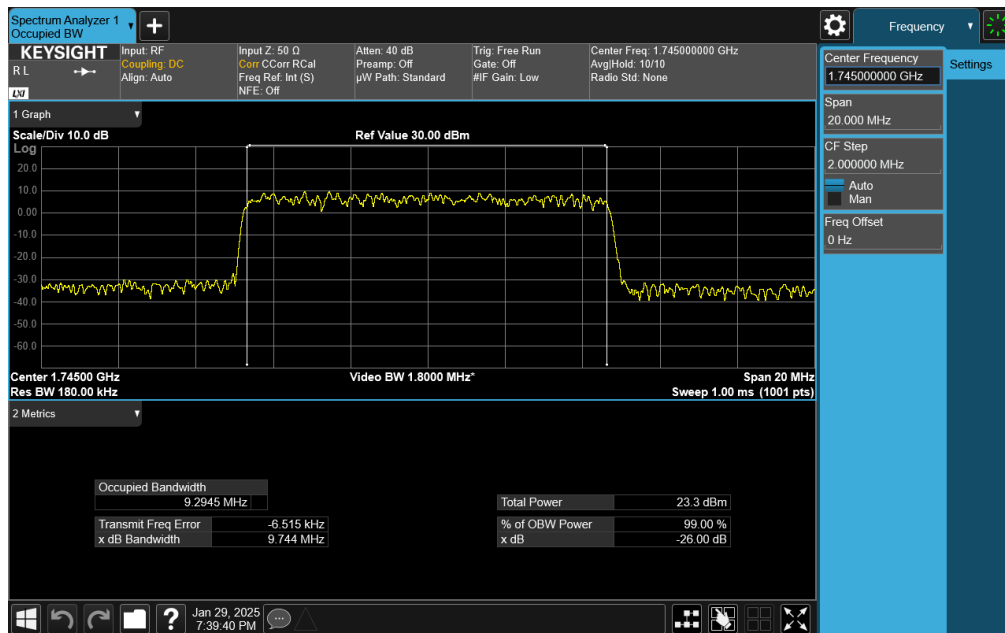 Spectrum Analyzer 1
Occupied BW
Frequency
KEYSIGHT
R L
LXI
Input: RF
Coupling: DC
Align: Auto
Input Z: 50 Ω
Corr CCorr RCal
Freq Ref: Int (S)
NFE: Off
Atten: 40 dB
Preamp: Off
µW Path: Standard
Trig: Free Run
Gate: Off
#IF Gain: Low
Center Freq: 1.745000000 GHz
Avg|Hold: 10/10
Radio Std: None
Center Frequency
1.745000000 GHz
Settings
Span
20.000 MHz
CF Step
2.000000 MHz
Auto
Man
Freq Offset
0 Hz
1 Graph
Scale/Div 10.0 dB
Ref Value 30.00 dBm
Log
20.0
10.0
0.00
-10.0
-20.0
-30.0
-40.0
-50.0
-60.0
Center 1.74500 GHz
Video BW 1.8000 MHz*
Span 20 MHz
Res BW 180.00 kHz
Sweep 1.00 ms (1001 pts)
2 Metrics
Occupied Bandwidth
9.2945 MHz
Total Power 23.3 dBm
Transmit Freq Error -6.515 kHz
% of OBW Power 99.00 %
x dB Bandwidth 9.744 MHz
x dB -26.00 dB
?
Jan 29, 2025
7:39:40 PM